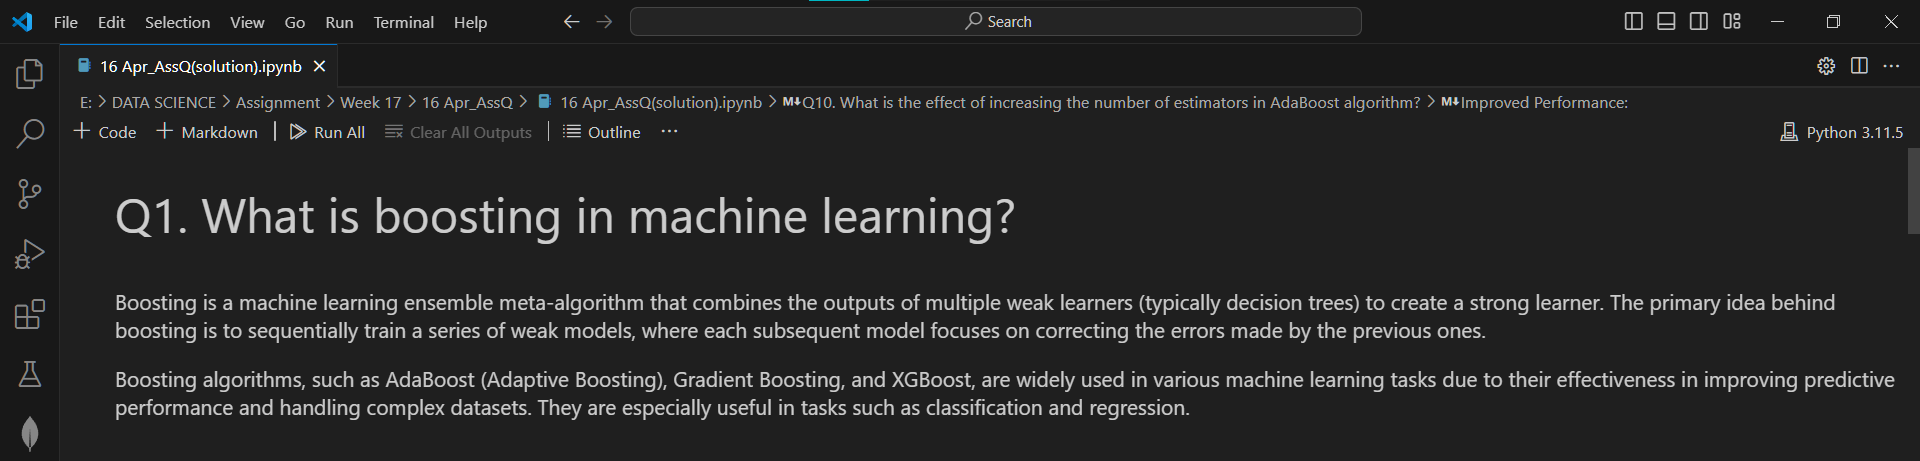 File Edit Selection View Go Run Terminal Help Search
16 Apr_AssQ(solution).ipynb
E: > DATA SCIENCE > Assignment > Week 17 > 16 Apr_AssQ > 16 Apr_AssQ(solution).ipynb > M↓Q10. What is the effect of increasing the number of estimators in AdaBoost algorithm? > M↓Improved Performance:
+ Code + Markdown | Run All Clear All Outputs | Outline ··· Python 3.11.5
Q1. What is boosting in machine learning?
Boosting is a machine learning ensemble meta-algorithm that combines the outputs of multiple weak learners (typically decision trees) to create a strong learner. The primary idea behind
boosting is to sequentially train a series of weak models, where each subsequent model focuses on correcting the errors made by the previous ones.
Boosting algorithms, such as AdaBoost (Adaptive Boosting), Gradient Boosting, and XGBoost, are widely used in various machine learning tasks due to their effectiveness in improving predictive
performance and handling complex datasets. They are especially useful in tasks such as classification and regression.